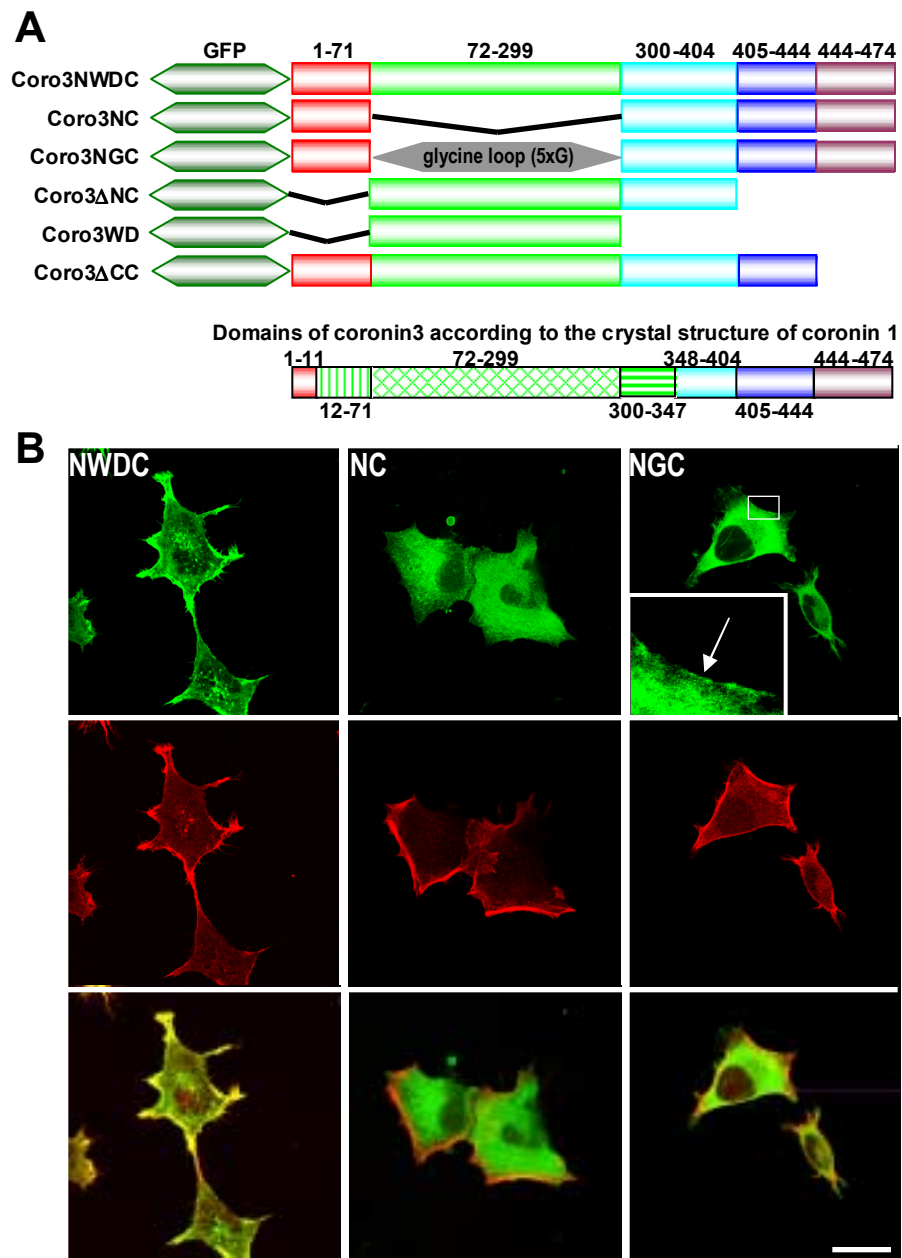 A
GFP 1-71 72-299 300-404 405-444 444-474
Coro3NWDC
Coro3NC
Coro3NGC glycine loop (5xG)
Coro3ΔNC
Coro3WD
Coro3ΔCC
Domains of coronin3 according to the crystal structure of coronin 1
1-11 72-299 348-404 444-474
12-71 300-347 405-444
B
NWDC NC NGC